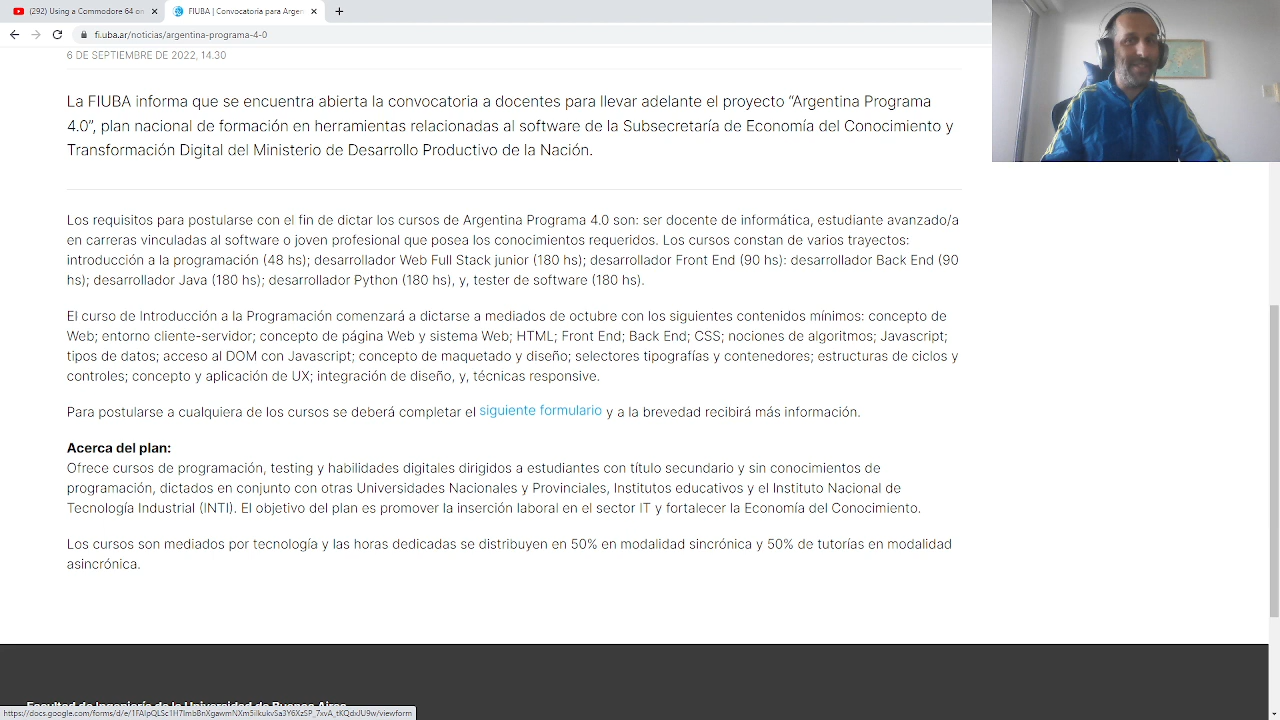 (292) Using a Commodore 64 on
FIUBA | Convocatoria para Argen
fi.uba.ar/noticias/argentina-programa-4-0
6 DE SEPTIEMBRE DE 2022, 14.30
La FIUBA informa que se encuentra abierta la convocatoria a docentes para llevar adelante el proyecto “Argentina Programa
4.0”, plan nacional de formación en herramientas relacionadas al software de la Subsecretaría de Economía del Conocimiento y
Transformación Digital del Ministerio de Desarrollo Productivo de la Nación.
Los requisitos para postularse con el fin de dictar los cursos de Argentina Programa 4.0 son: ser docente de informática, estudiante avanzado/a
en carreras vinculadas al software o joven profesional que posea los conocimientos requeridos. Los cursos constan de varios trayectos:
introducción a la programación (48 hs); desarrollador Web Full Stack junior (180 hs); desarrollador Front End (90 hs): desarrollador Back End (90
hs); desarrollador Java (180 hs); desarrollador Python (180 hs), y, tester de software (180 hs).
El curso de Introducción a la Programación comenzará a dictarse a mediados de octubre con los siguientes contenidos mínimos: concepto de
Web; entorno cliente-servidor; concepto de página Web y sistema Web; HTML; Front End; Back End; CSS; nociones de algoritmos; Javascript;
tipos de datos; acceso al DOM con Javascript; concepto de maquetado y diseño; selectores tipografías y contenedores; estructuras de ciclos y
controles; concepto y aplicación de UX; integración de diseño, y, técnicas responsive.
Para postularse a cualquiera de los cursos se deberá completar el siguiente formulario y a la brevedad recibirá más información.
Acerca del plan:
Ofrece cursos de programación, testing y habilidades digitales dirigidos a estudiantes con título secundario y sin conocimientos de
programación, dictados en conjunto con otras Universidades Nacionales y Provinciales, Institutos educativos y el Instituto Nacional de
Tecnología Industrial (INTI). El objetivo del plan es promover la inserción laboral en el sector IT y fortalecer la Economía del Conocimiento.
Los cursos son mediados por tecnología y las horas dedicadas se distribuyen en 50% en modalidad sincrónica y 50% de tutorías en modalidad
asincrónica.
Facultad de Ingeniería de la Universidad de Buenos Aires